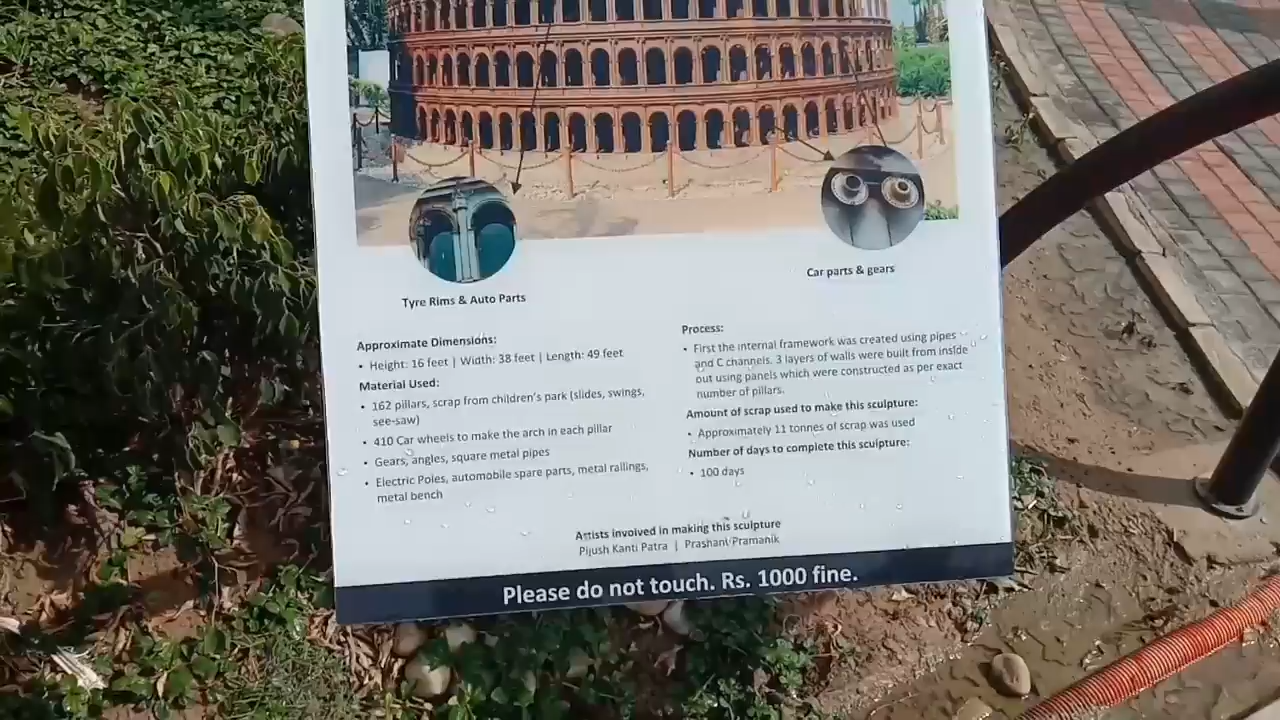 Tyre Rims & Auto Parts
Car parts & gears
Approximate Dimensions:
• Height: 16 feet | Width: 38 feet | Length: 49 feet
Material Used:
• 162 pillars, scrap from children's park (slides, swings,
see-saw)
• 410 Car wheels to make the arch in each pillar
• Gears, angles, square metal pipes
• Electric Poles, automobile spare parts, metal railings,
metal bench
Process:
• First the internal framework was created using pipes
and C channels. 3 layers of walls were built from inside
out using panels which were constructed as per exact
number of pillars.
Amount of scrap used to make this sculpture:
• Approximately 11 tonnes of scrap was used
Number of days to complete this sculpture:
• 100 days
Artists involved in making this sculpture
Pijush Kanti Patra | Prashant Pramanik
Please do not touch. Rs. 1000 fine.